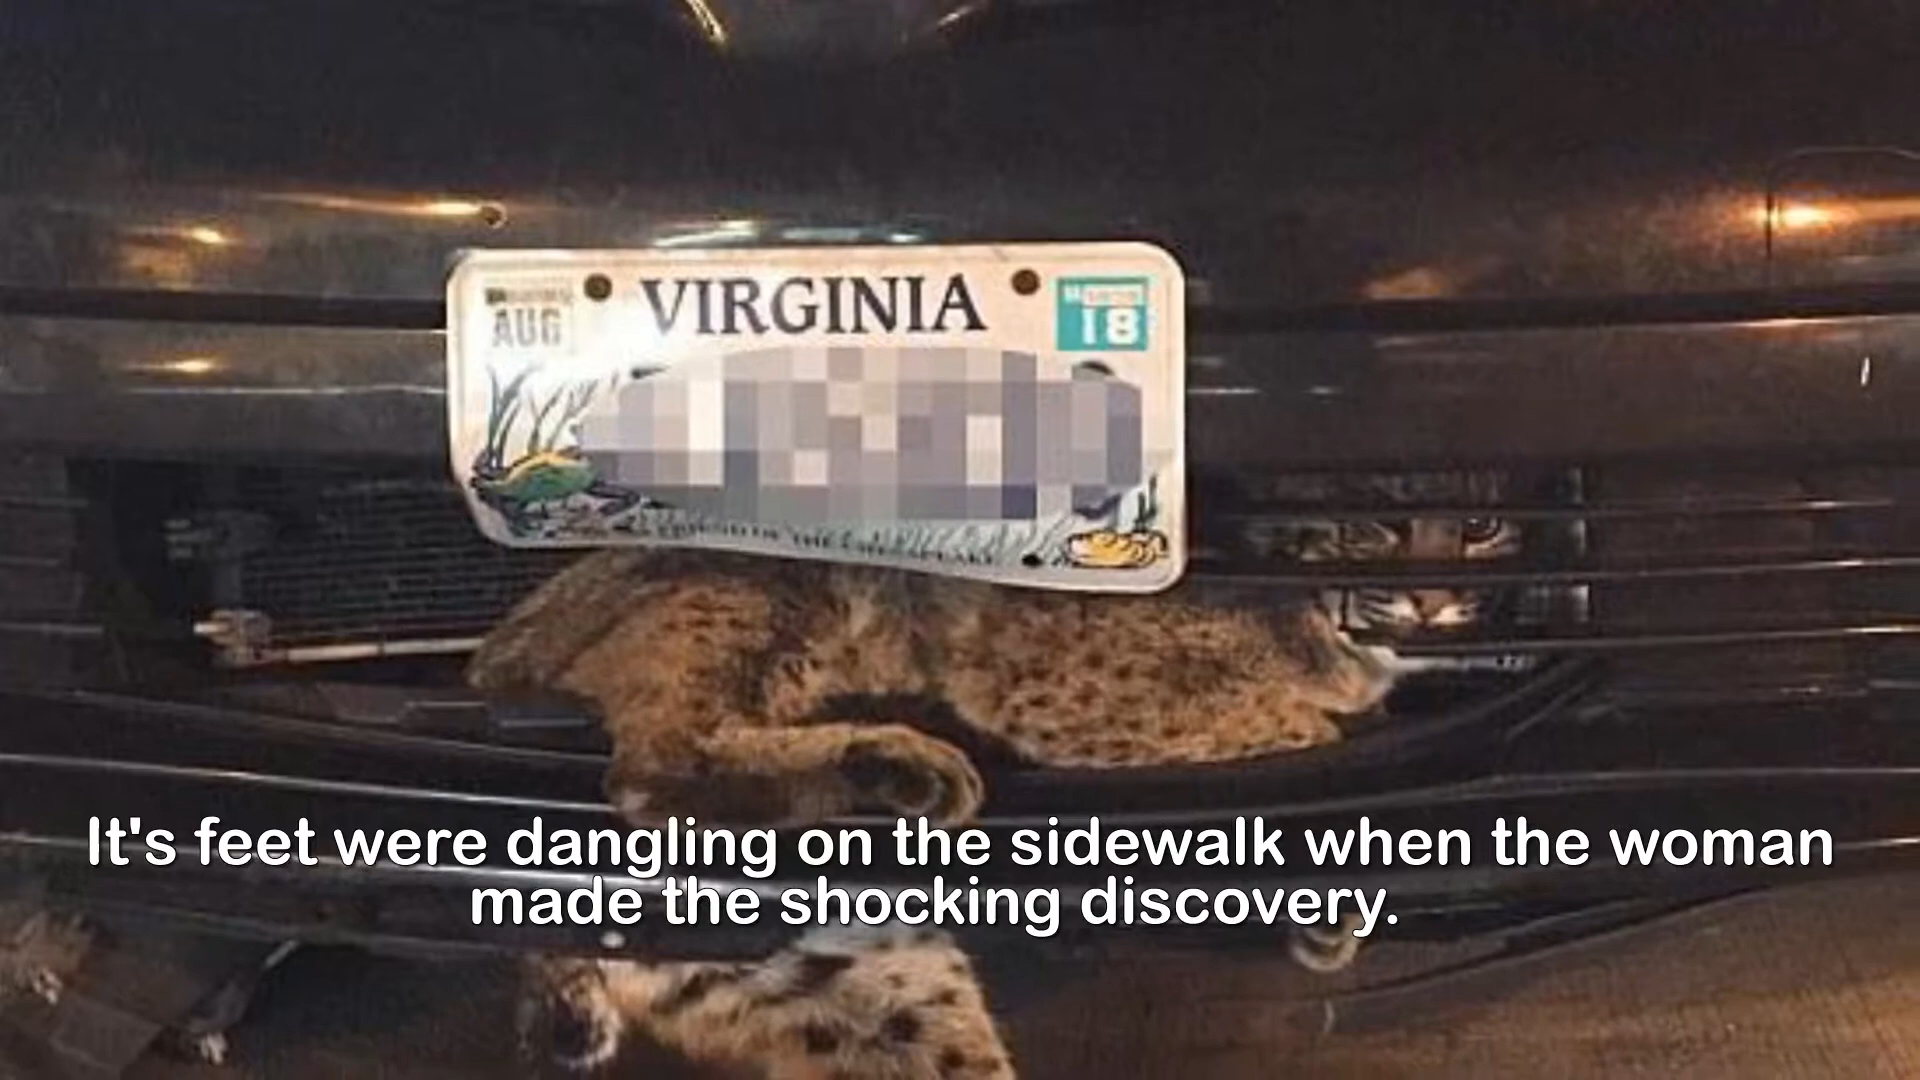 AUG
VIRGINIA
18
It's feet were dangling on the sidewalk when the woman
made the shocking discovery.